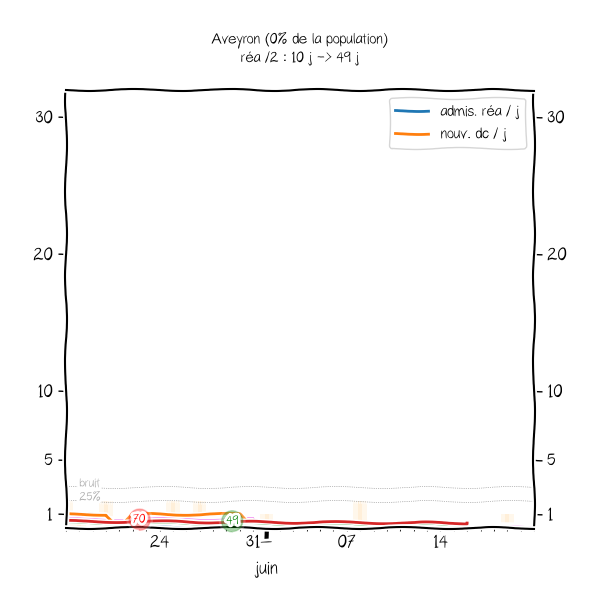 Aveyron (0% de la population)
réa /2 : 10 j -> 49 j
admis. réa / j
nouv. dc / j
30
30
20
20
10
10
5
5
bruit
25%
1
1
70
49
24
31
07
14
juin